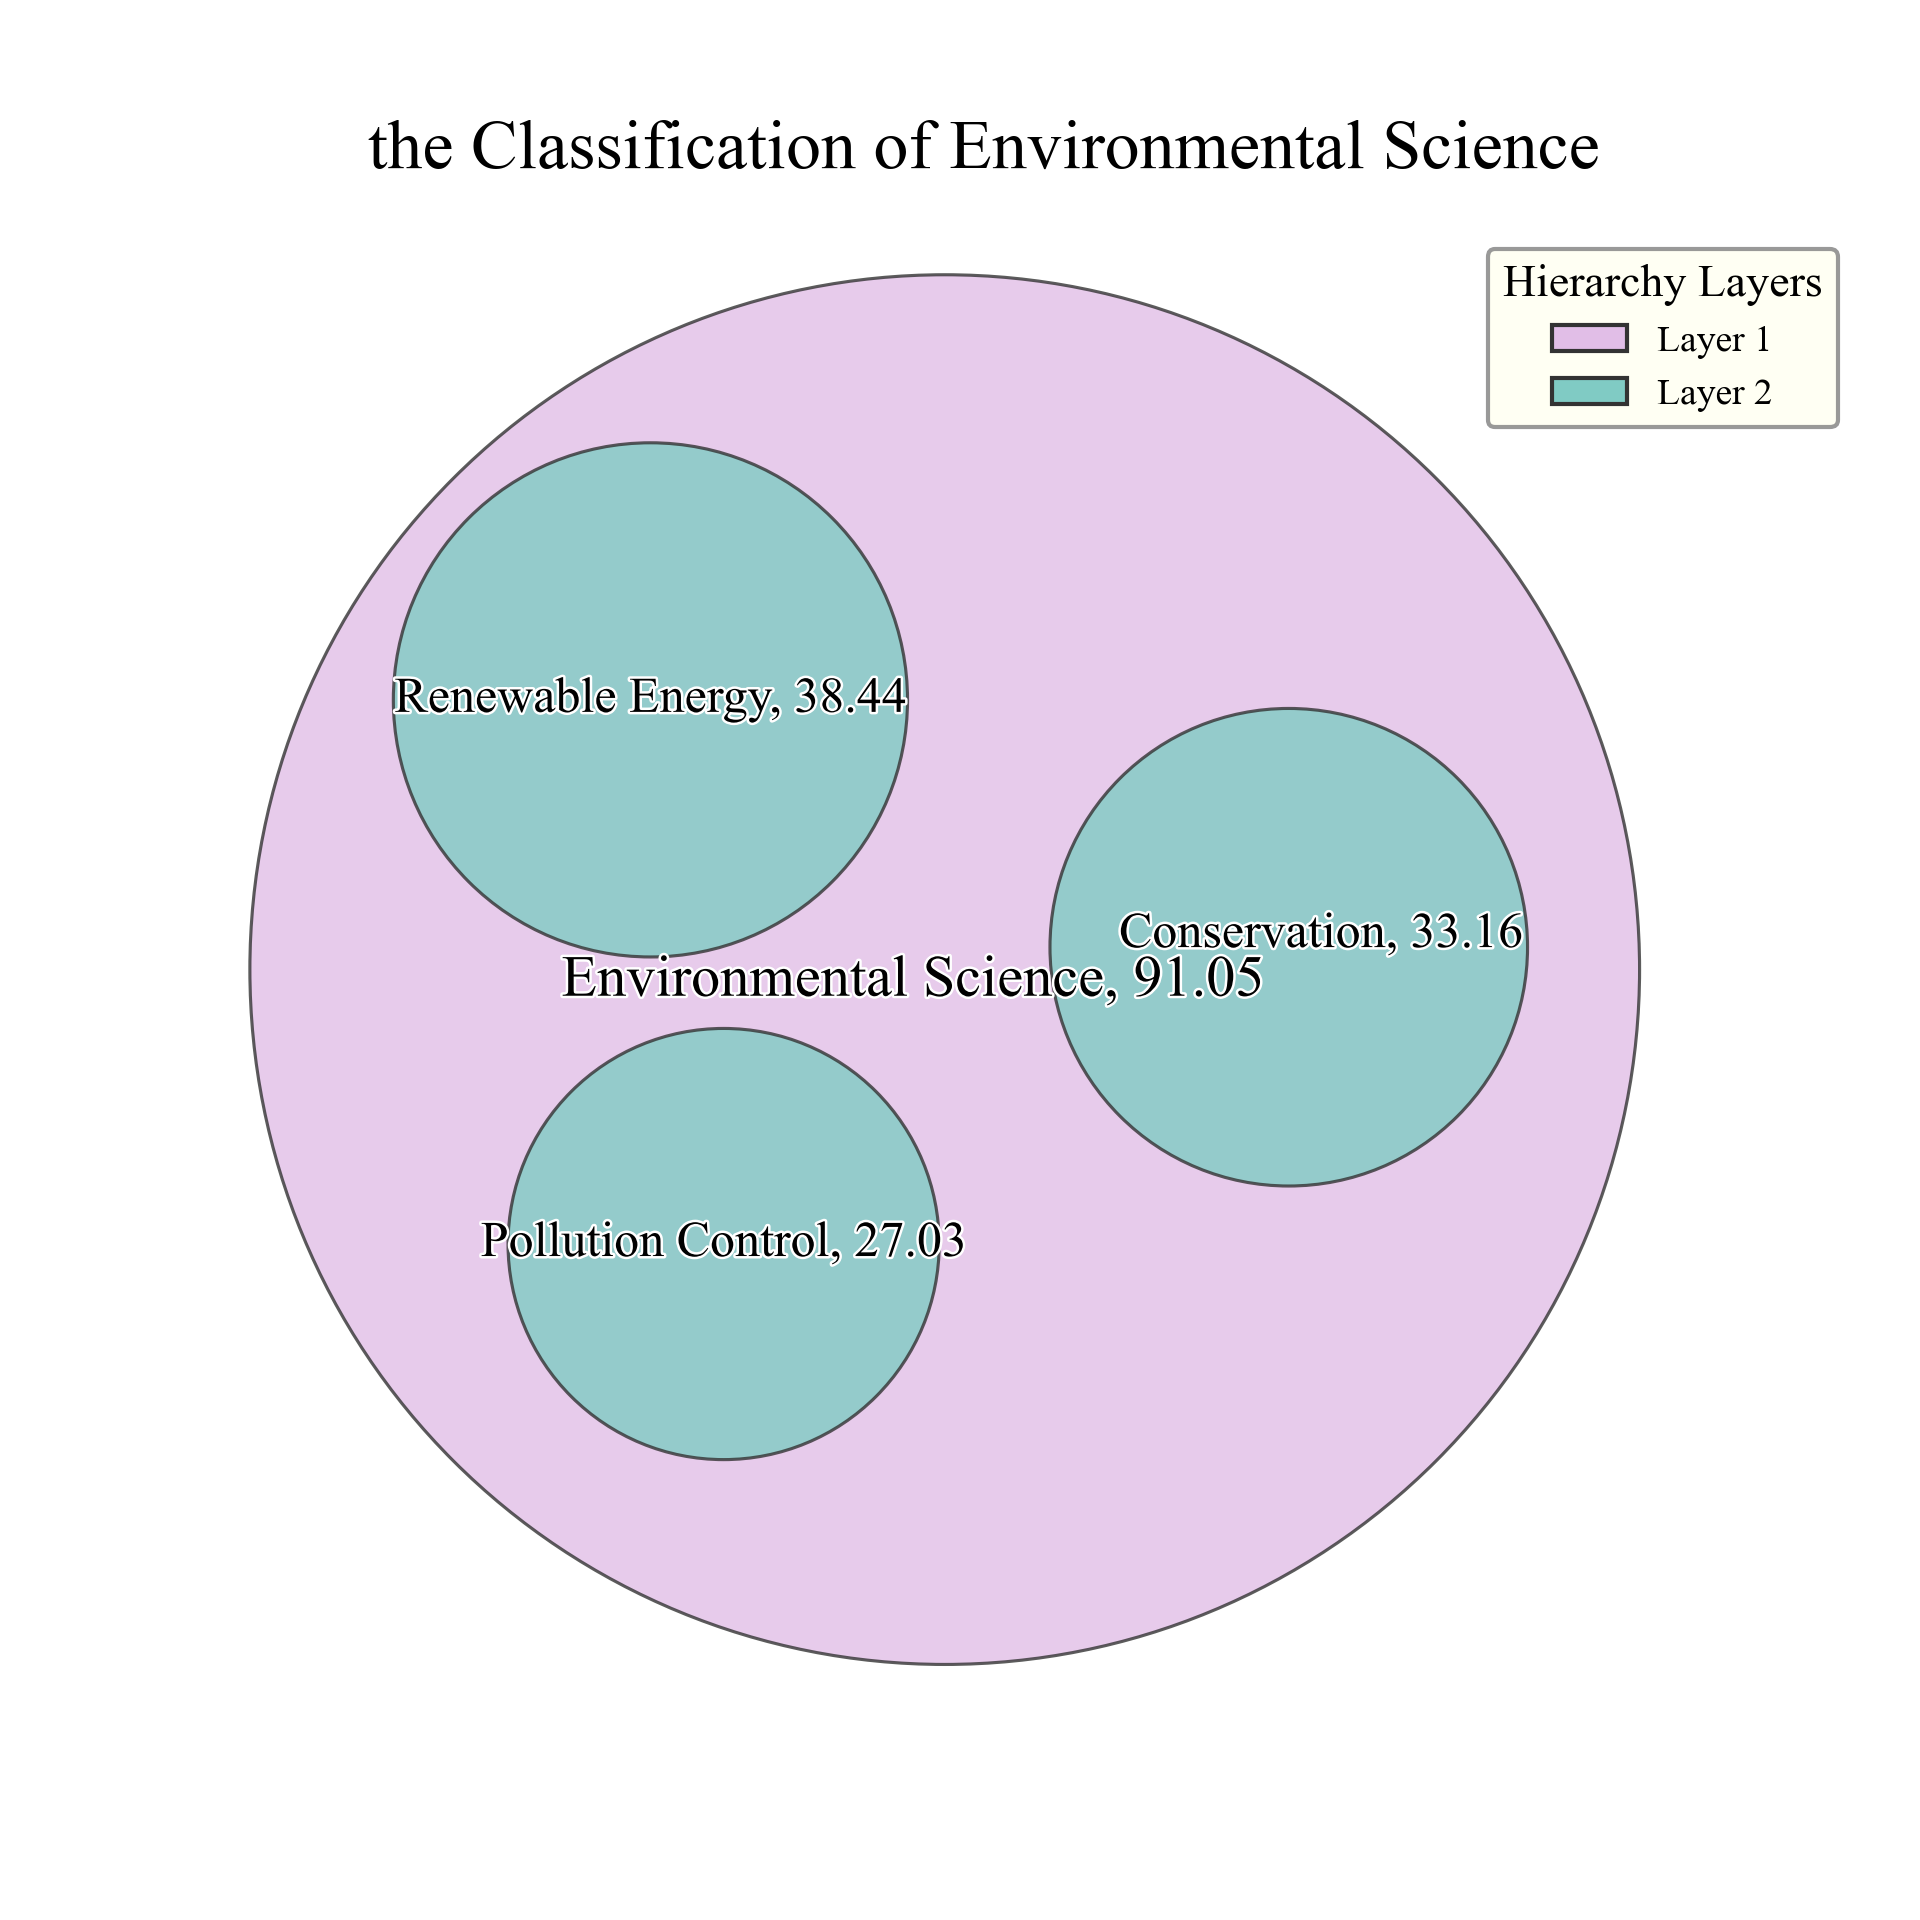 the Classification of Environmental Science
Hierarchy Layers
Layer 1
Layer 2
Renewable Energy, 38.44
Conservation, 33.16
Environmental Science, 91.05
Pollution Control, 27.03